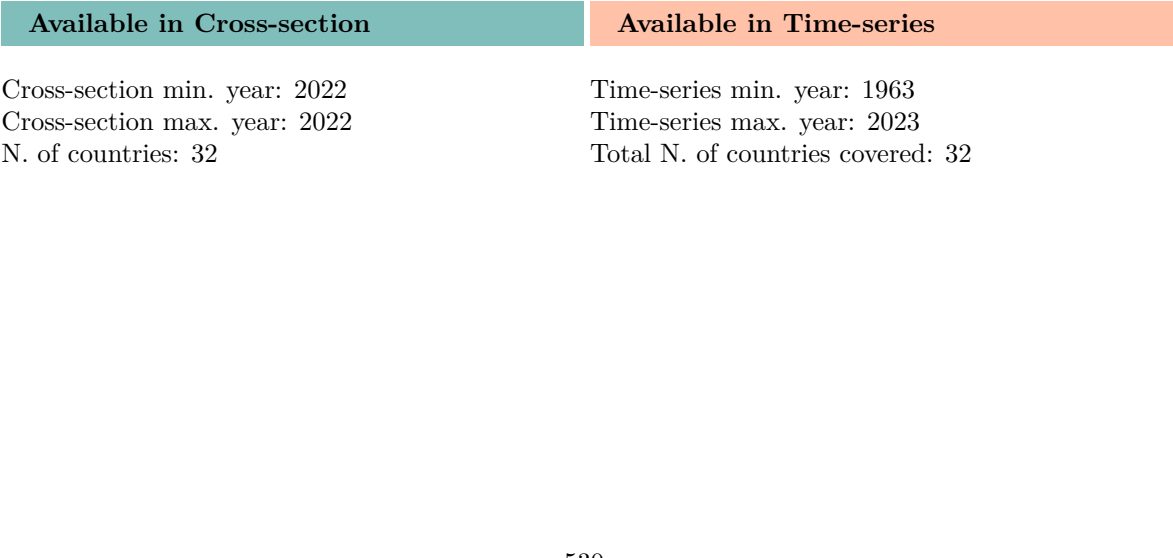 Available in Cross-section
Cross-section min. year: 2022
Cross-section max. year: 2022
N. of countries: 32
Available in Time-series
Time-series min. year: 1963
Time-series max. year: 2023
Total N. of countries covered: 32